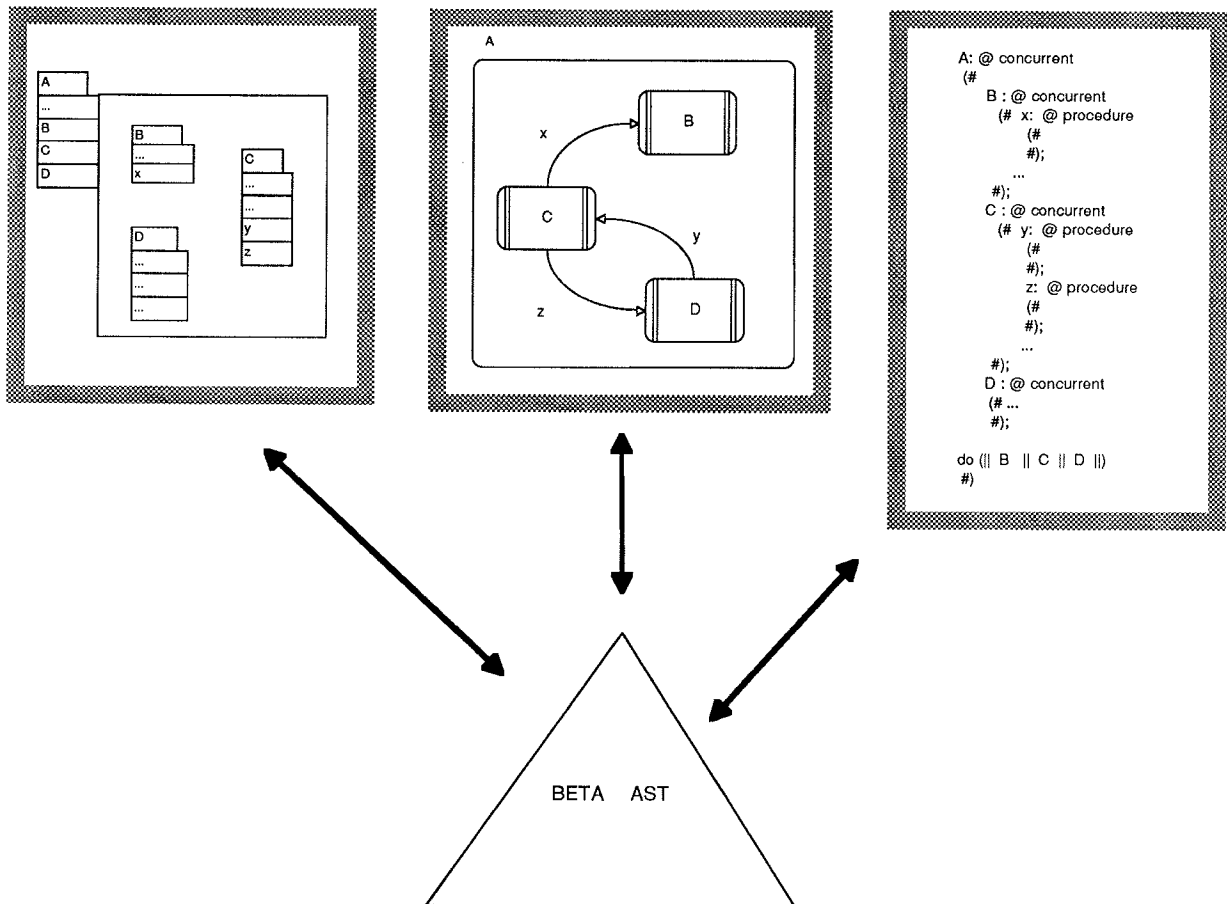 A
...
B
C
D
B
...
x
C
...
...
y
z
D
...
...
...
A
B
x
C
y
D
z
A: @ concurrent
(#
B : @ concurrent
(# x: @ procedure
(#
#);
...
#);
C : @ concurrent
(# y: @ procedure
(#
#);
z: @ procedure
(#
#);
...
#);
D : @ concurrent
(# ...
#);
do (|| B || C || D ||)
#)
BETA AST